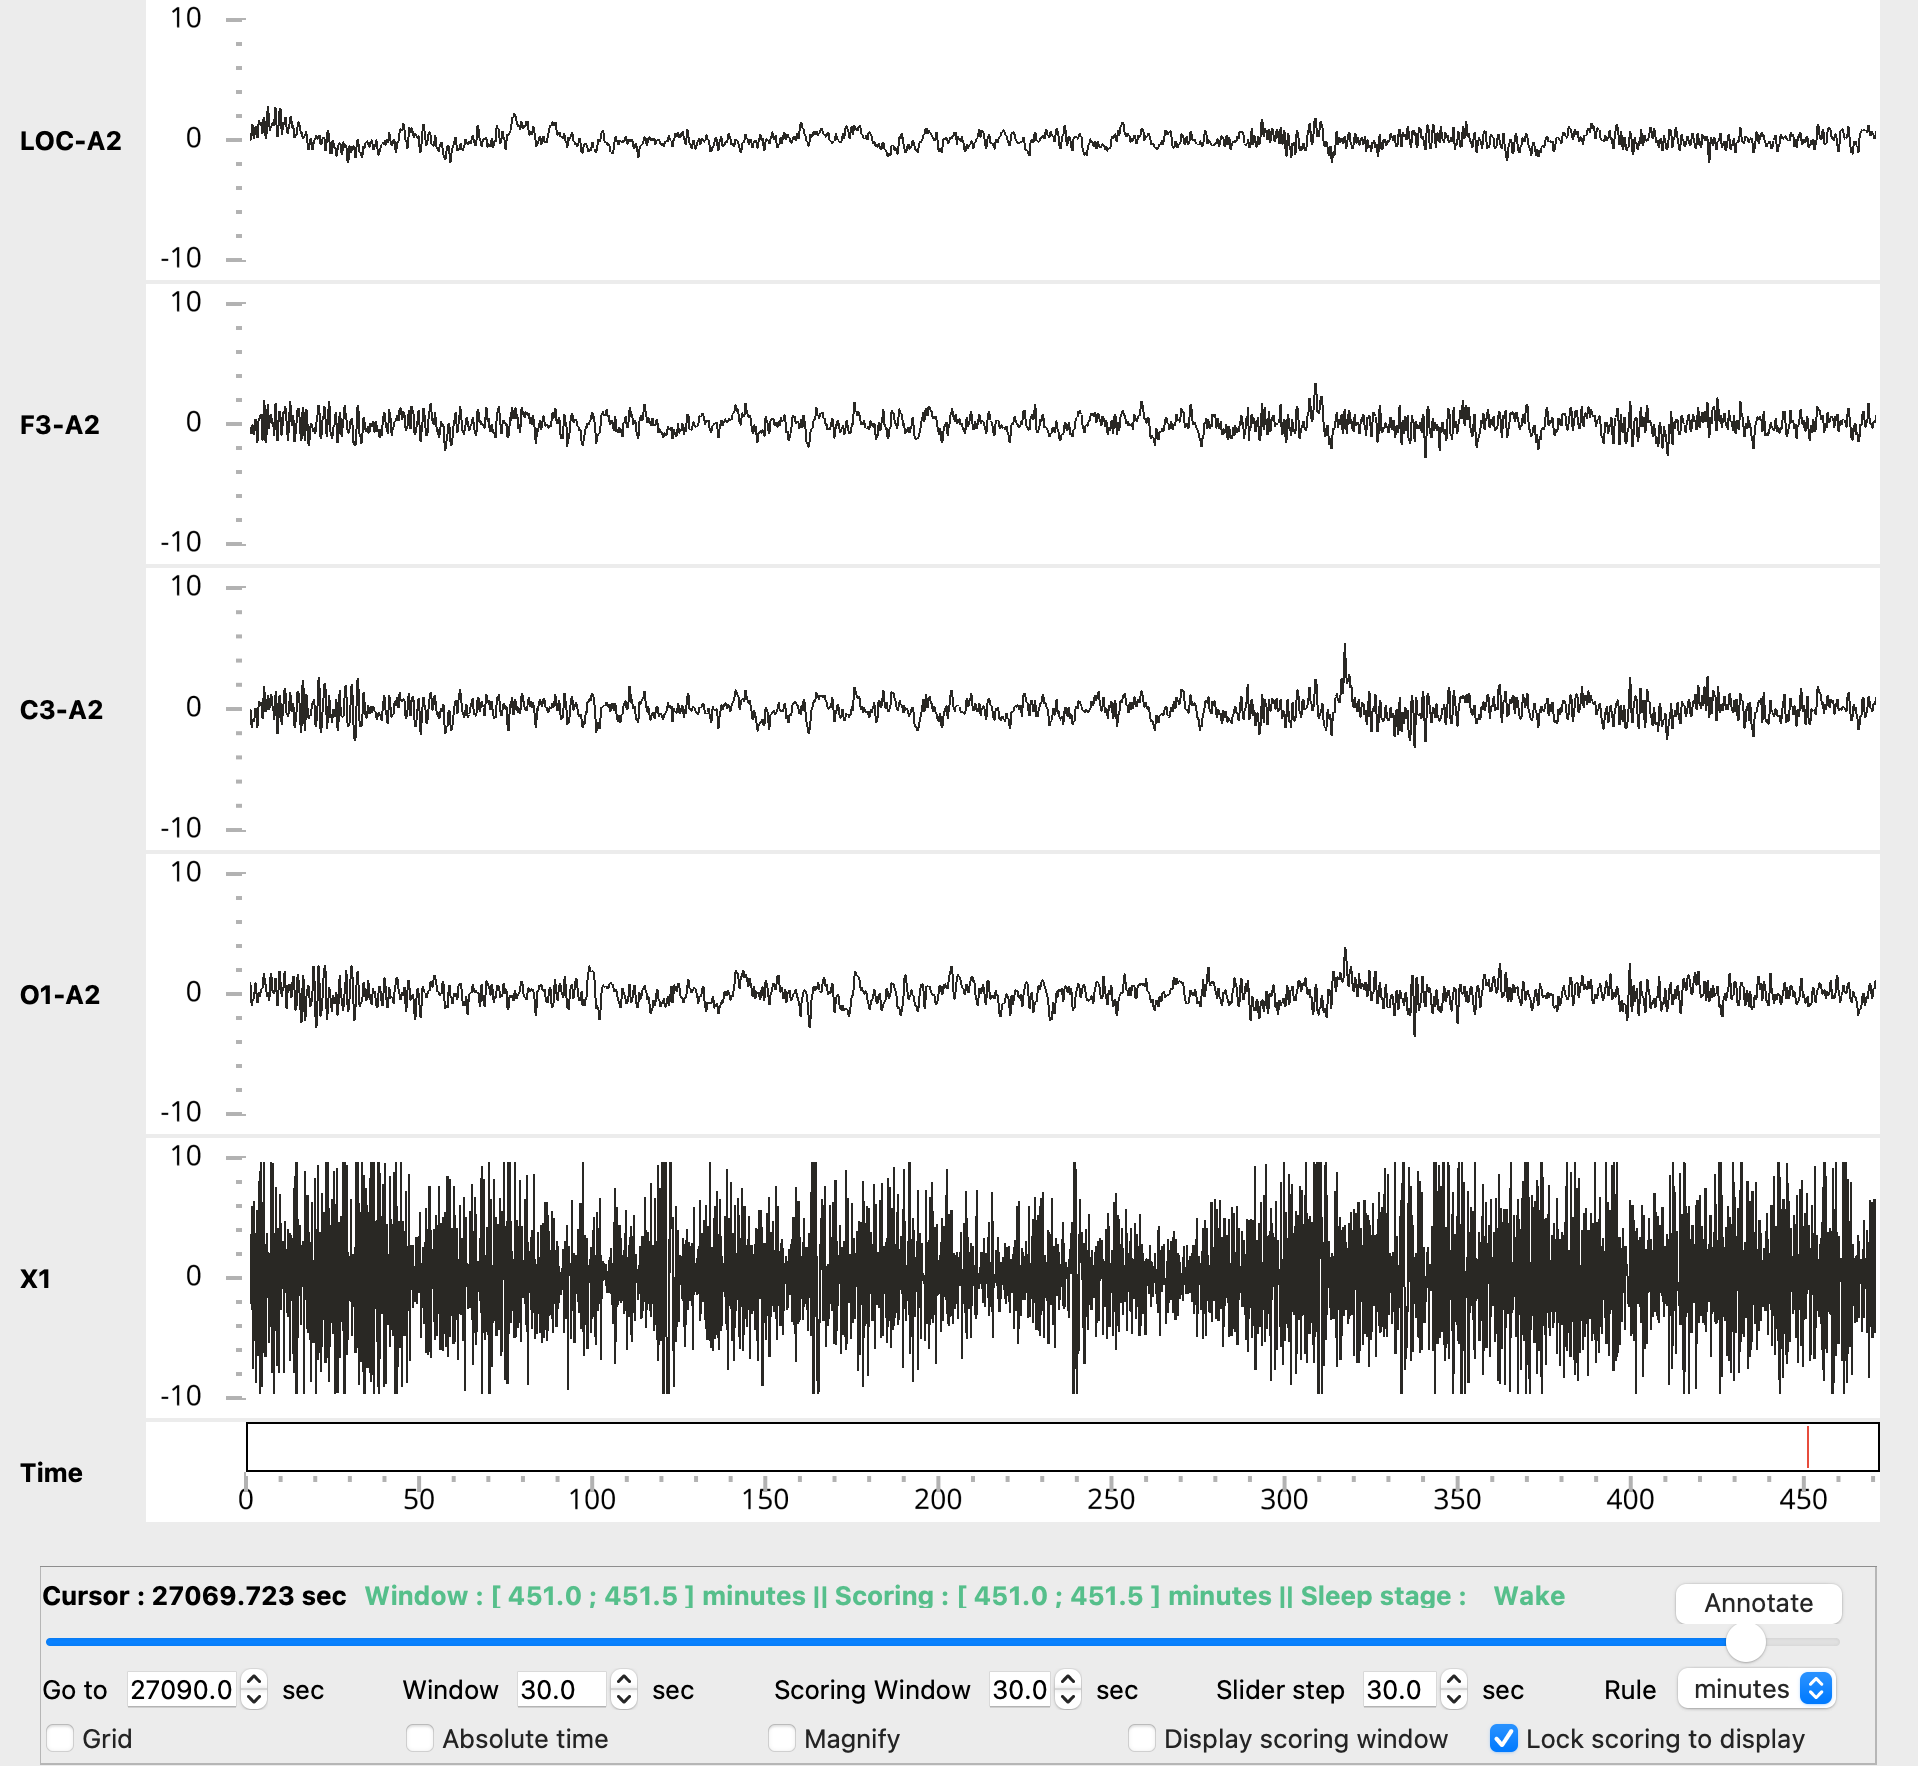 10
LOC-A2 0
-10
10
F3-A2 0
-10
10
C3-A2 0
-10
10
O1-A2 0
-10
10
X1 0
-10
Time
0 50 100 150 200 250 300 350 400 450
Cursor : 27069.723 sec Window : [ 451.0 ; 451.5 ] minutes || Scoring : [ 451.0 ; 451.5 ] minutes || Sleep stage : Wake Annotate
Go to 27090.0 sec Window 30.0 sec Scoring Window 30.0 sec Slider step 30.0 sec Rule minutes
Grid Absolute time Magnify Display scoring window Lock scoring to display